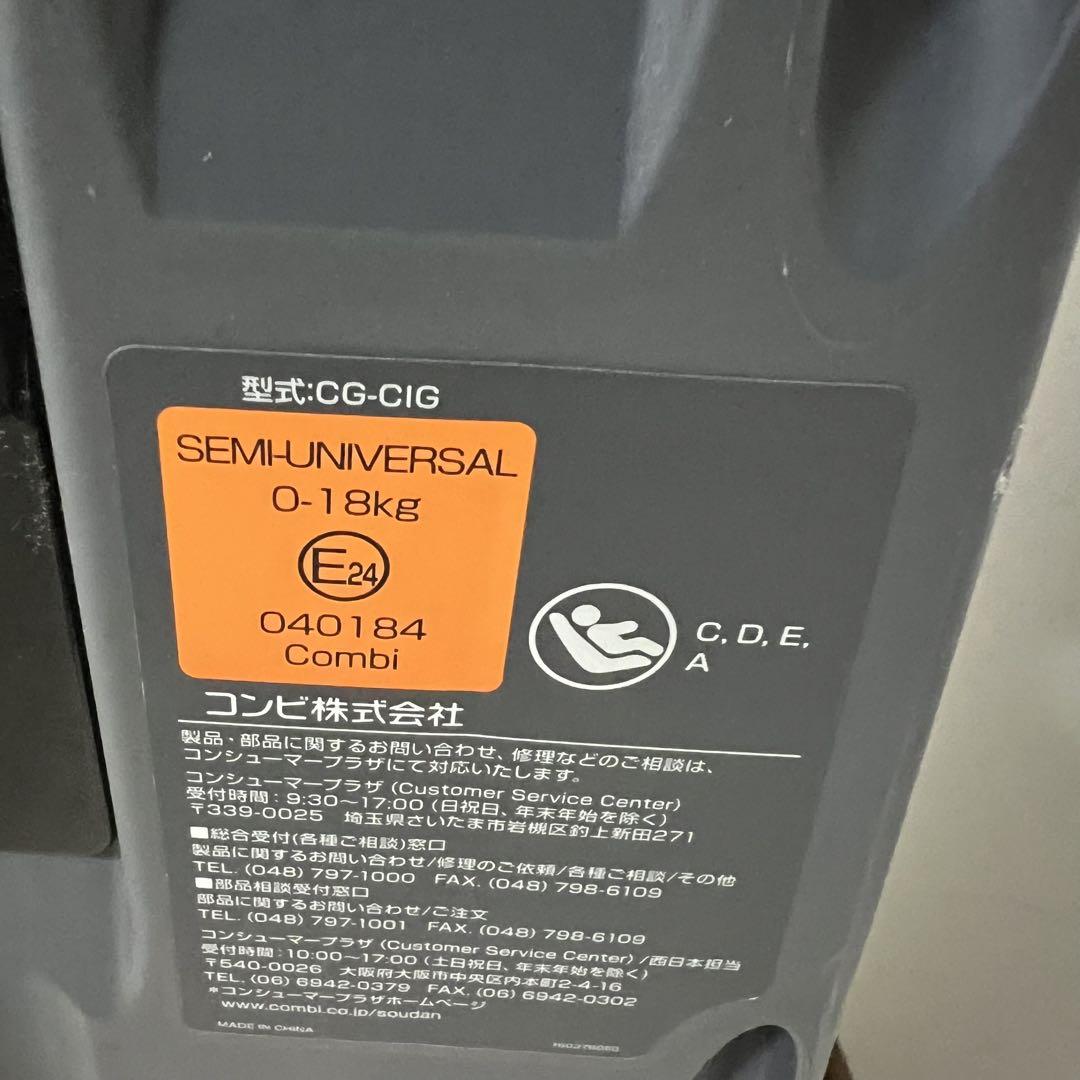 型式:CG-CIG
SEMI-UNIVERSAL
0-18kg
E24
040184
Combi
C, D, E,
A
コンビ株式会社
製品・部品に関するお問い合わせ、修理などのご相談は、
コンシューマープラザにて対応いたします。
コンシューマープラザ (Customer Service Center)
受付時間：9:30〜17:00 (日祝日、年末年始を除く)
〒339-0025 埼玉県さいたま市岩槻区釣上新田271
■総合受付(各種ご相談)窓口
製品に関するお問い合わせ/修理のご依頼/各種ご相談/その他
TEL. (048) 797-1000 FAX. (048) 798-6109
■部品相談受付窓口
部品に関するお問い合わせ/ご注文
TEL. (048) 797-1001 FAX. (048) 798-6109
コンシューマープラザ (Customer Service Center) /西日本担当
受付時間：10:00〜17:00 (土日祝日、年末年始を除く)
〒540-0026 大阪府大阪市中央区内本町2-4-16
TEL. (06) 6942-0379 FAX. (06) 6942-0302
*コンシューマープラザホームページ
www.combi.co.jp/soudan
MADE IN CHINA